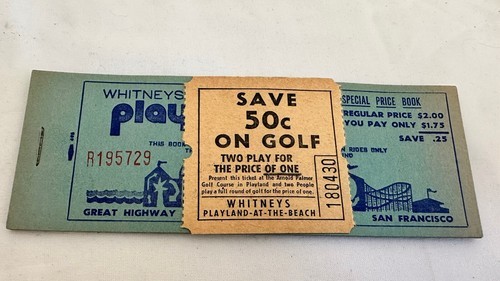 WHITNEYS
play
THIS BOOK
R195729
GREAT HIGHWAY
SAVE
50c
ON GOLF
TWO PLAY FOR
THE PRICE OF ONE
Present this ticket at the Arnold Palmer
Golf Course in Playland and two People
play a full round of golf for the price of one.
WHITNEYS
PLAYLAND-AT-THE-BEACH
180430
SPECIAL PRICE BOOK
REGULAR PRICE $2.00
YOU PAY ONLY $1.75
SAVE .25
RIDES ONLY
SAN FRANCISCO